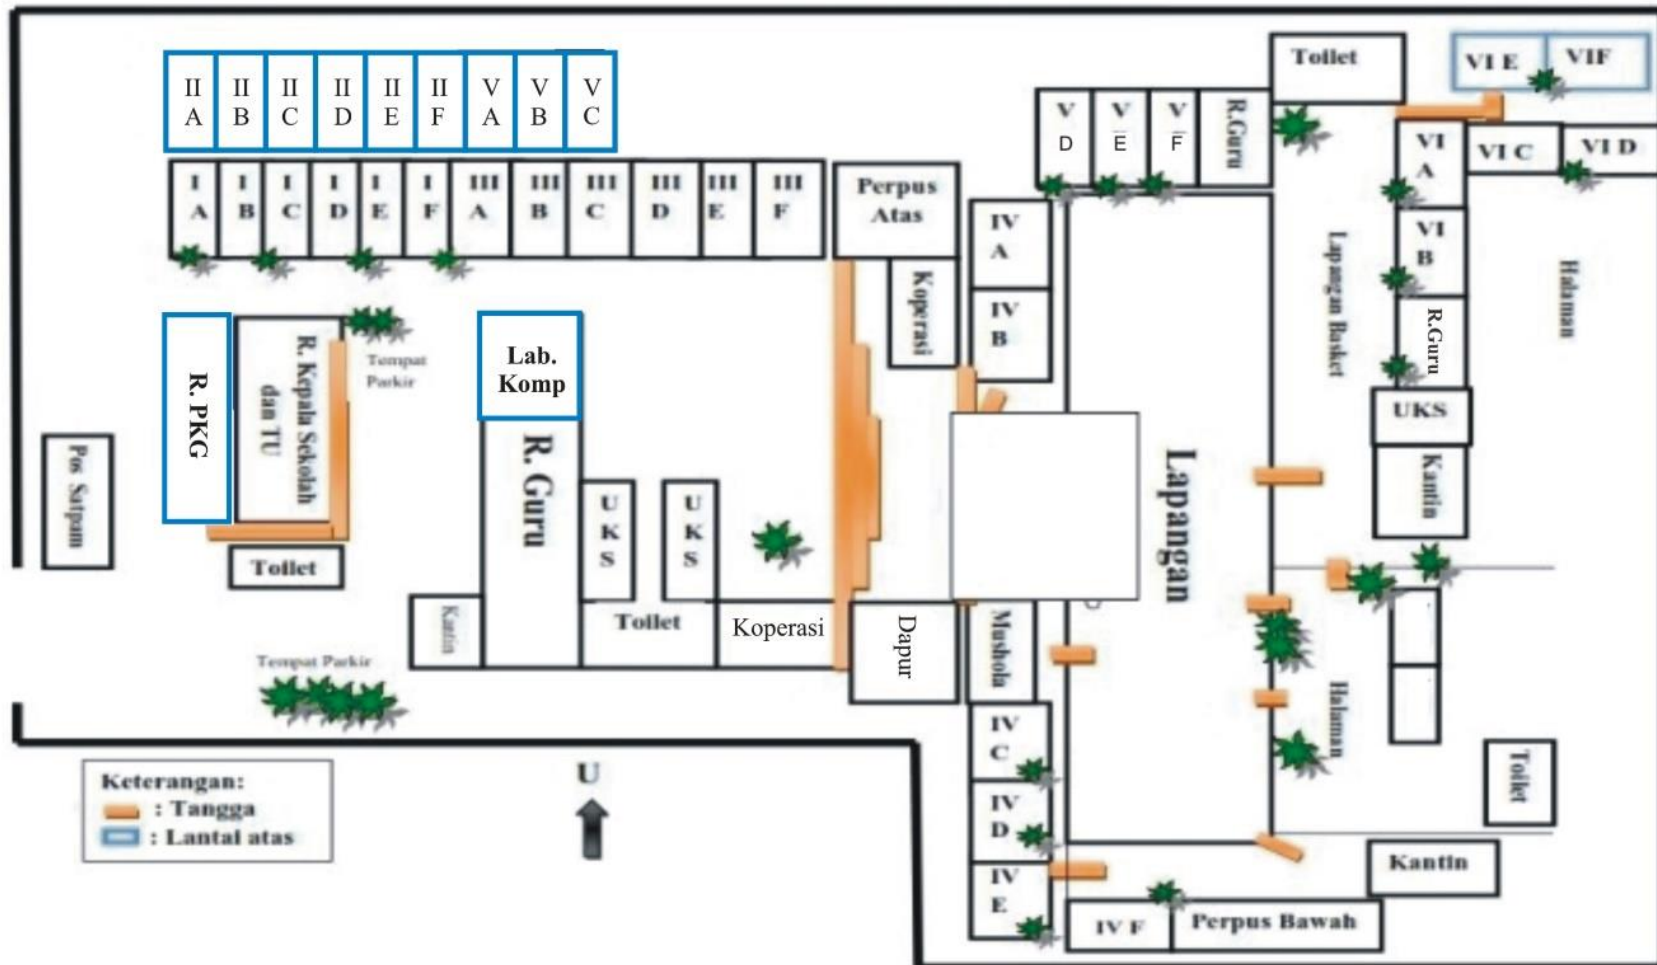 II
A
II
B
II
C
II
D
II
E
II
F
V
A
V
B
V
C
I
A
I
B
I
C
I
D
I
E
I
F
III
A
III
B
III
C
III
D
III
E
III
F
Perpus
Atas
Koperasi
IV
A
IV
B
V
D
V
E
V
F
R.Guru
Toilet
VI E
VIF
VI
A
VI C
VI D
VI
B
R.Guru
Lapangan Basket
Halaman
UKS
Kantin
R. PKG
R. Kepala Sekolah
dan TU
Tempat
Parkir
Lab.
Komp
R. Guru
Pos Satpam
Toilet
UKS
UKS
Kantin
Toilet
Koperasi
Dapur
Mushola
Lapangan
Tempat Parkir
IV
C
IV
D
IV
E
IV F
Perpus Bawah
Halaman
Toilet
Kantin
Keterangan:
: Tangga
: Lantai atas
U